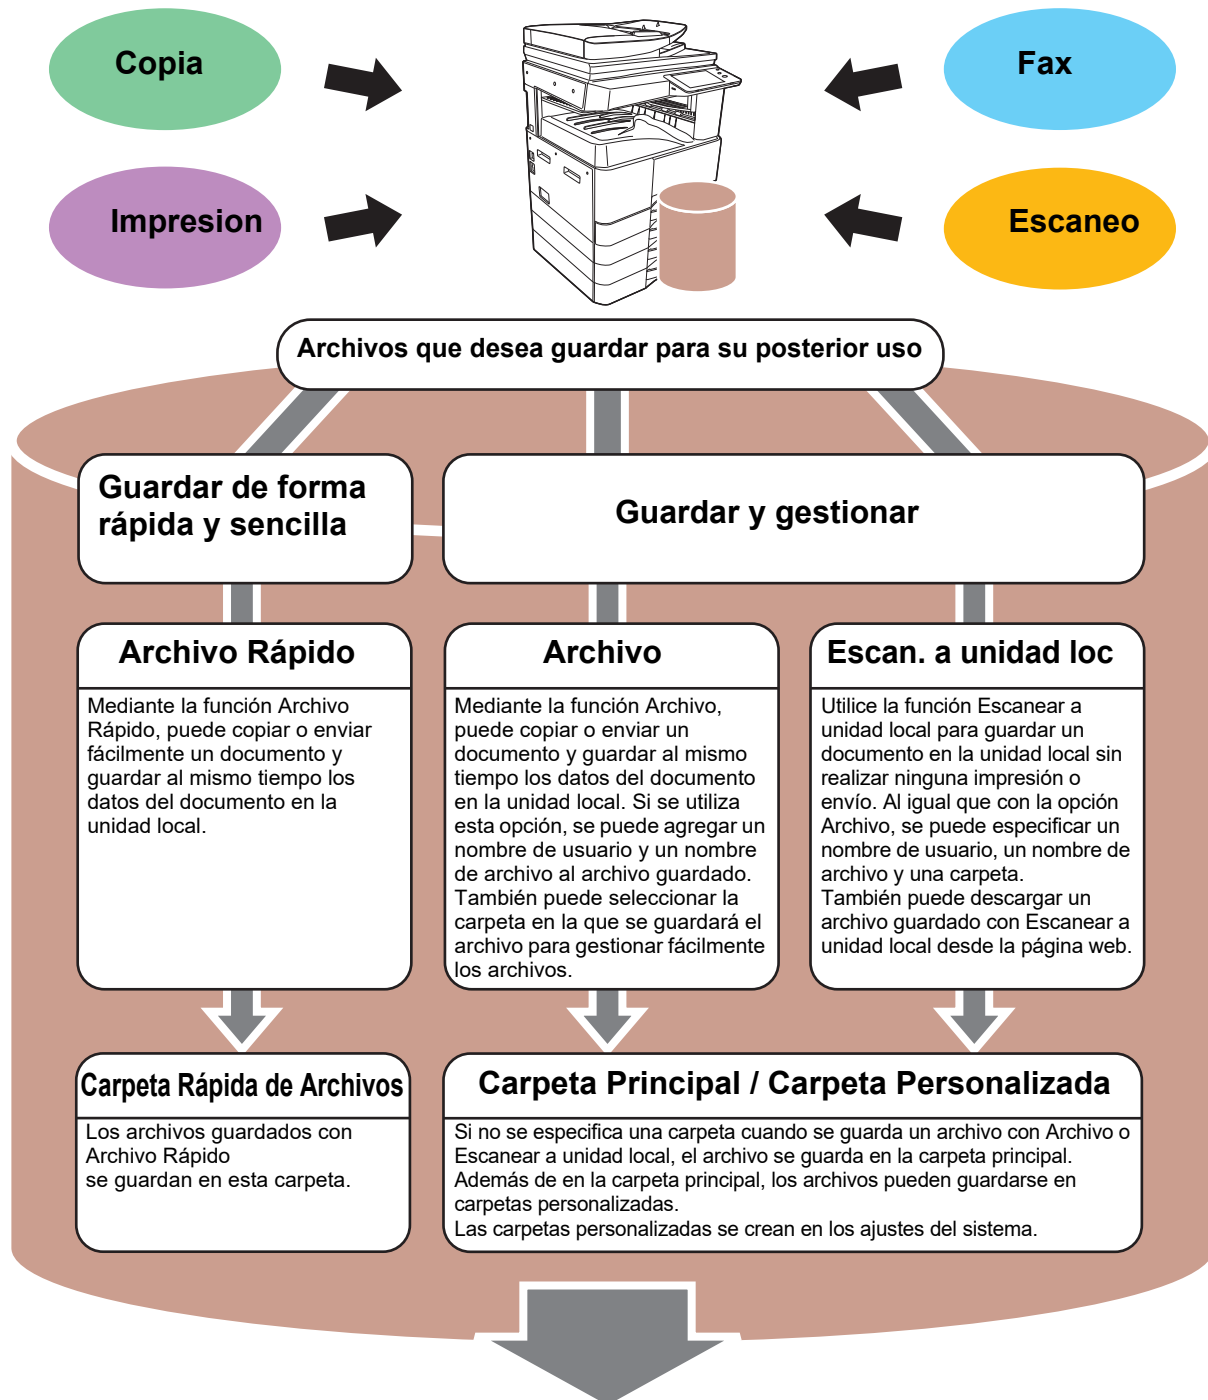 Copia
Fax
Impresion
Escaneo
Archivos que desea guardar para su posterior uso
Guardar de forma
rápida y sencilla
Guardar y gestionar
Archivo Rápido
Mediante la función Archivo
Rápido, puede copiar o enviar
fácilmente un documento y
guardar al mismo tiempo los
datos del documento en la
unidad local.
Archivo
Mediante la función Archivo,
puede copiar o enviar un
documento y guardar al mismo
tiempo los datos del documento
en la unidad local. Si se utiliza
esta opción, se puede agregar un
nombre de usuario y un nombre
de archivo al archivo guardado.
También puede seleccionar la
carpeta en la que se guardará el
archivo para gestionar fácilmente
los archivos.
Escan. a unidad loc
Utilice la función Escanear a
unidad local para guardar un
documento en la unidad local sin
realizar ninguna impresión o
envío. Al igual que con la opción
Archivo, se puede especificar un
nombre de usuario, un nombre de
archivo y una carpeta.
También puede descargar un
archivo guardado con Escanear a
unidad local desde la página web.
Carpeta Rápida de Archivos
Los archivos guardados con
Archivo Rápido
se guardan en esta carpeta.
Carpeta Principal / Carpeta Personalizada
Si no se especifica una carpeta cuando se guarda un archivo con Archivo o
Escanear a unidad local, el archivo se guarda en la carpeta principal.
Además de en la carpeta principal, los archivos pueden guardarse en
carpetas personalizadas.
Las carpetas personalizadas se crean en los ajustes del sistema.